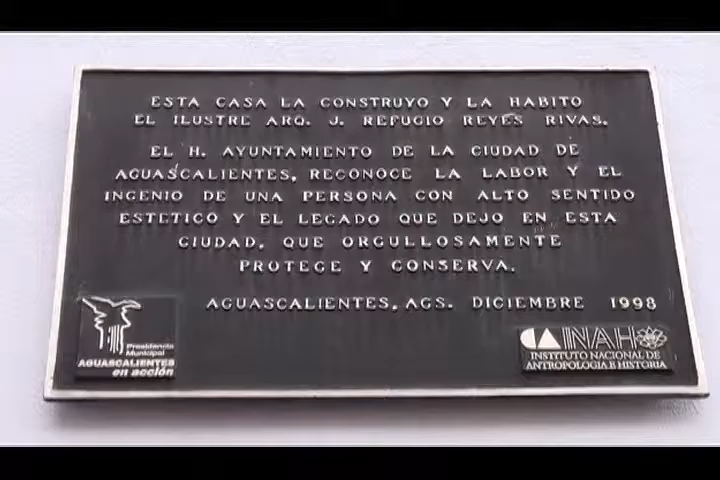 ESTA CASA LA CONSTRUYO Y LA HABITO
EL ILUSTRE ARQ. J. REFUGIO REYES RIVAS.
EL H. AYUNTAMIENTO DE LA CIUDAD DE
AGUASCALIENTES, RECONOCE LA LABOR Y EL
INGENIO DE UNA PERSONA CON ALTO SENTIDO
ESTETICO Y EL LEGADO QUE DEJO EN ESTA
CIUDAD, QUE ORGULLOSAMENTE
PROTEGE Y CONSERVA.
AGUASCALIENTES, AGS. DICIEMBRE 1998
Presidencia
Municipal
AGUASCALIENTES
en acción
CA INAH
INSTITUTO NACIONAL DE
ANTROPOLOGIA E HISTORIA